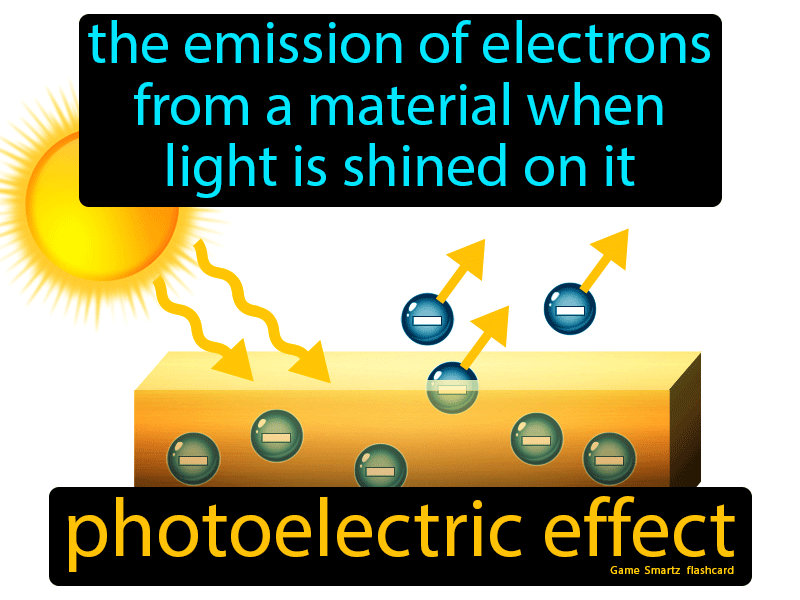 the emission of electrons
from a material when
light is shined on it
photoelectric effect
Game Smartz flashcard